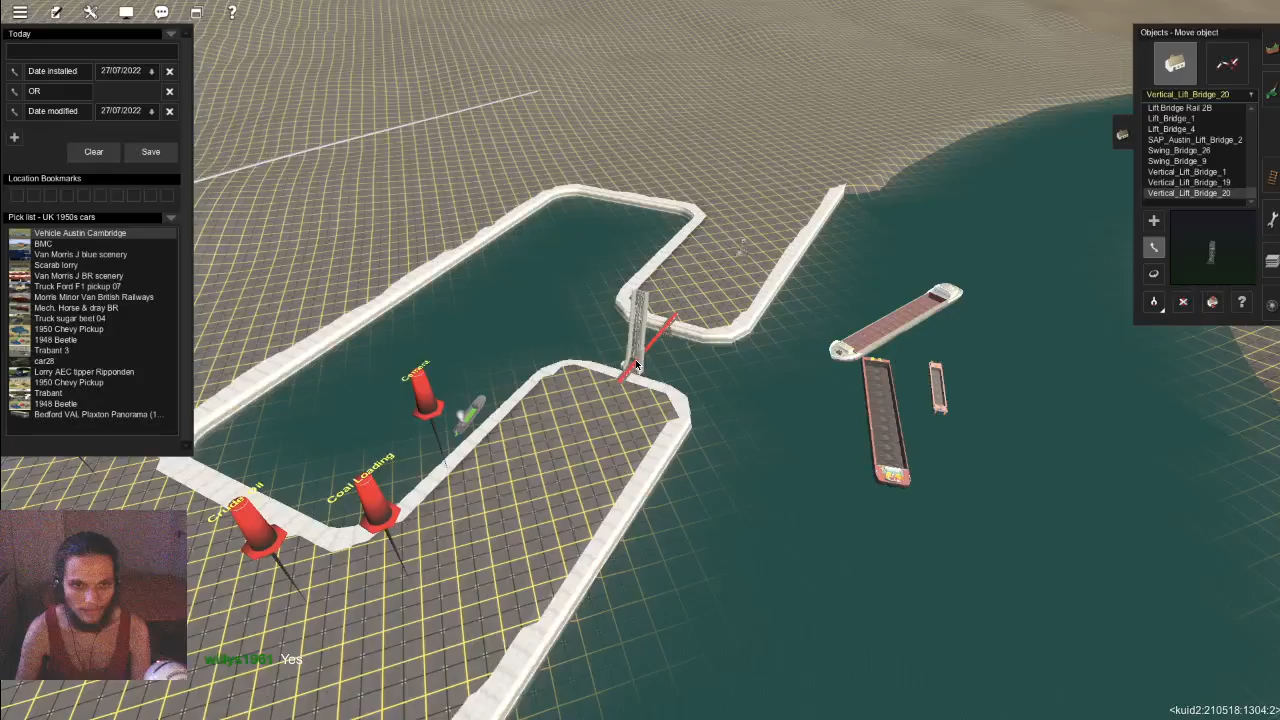 Today
Date installed 27/07/2022
OR
Date modified 27/07/2022
Clear Save
Location Bookmarks
Pick list - UK 1950s cars
Vehicle Austin Cambridge
BMC
Van Morris J blue scenery
Scarab lorry
Van Morris J BR scenery
Truck Ford F1 pickup 07
Morris Minor Van British Railways
Mech. Horse & dray BR
Truck sugar beet 04
1950 Chevy Pickup
1948 Beetle
Trabant 3
car28
Lorry AEC tipper Ripponden
1950 Chevy Pickup
Trabant
1948 Beetle
Bedford VAL Plaxton Panorama (1...
Coal Loading
wulyx1961 Yes
Objects - Move object
Vertical_Lift_Bridge_20
Lift Bridge Rail 2B
Lift_Bridge_1
Lift_Bridge_4
SAP_Austin_Lift_Bridge_2
Swing_Bridge_26
Swing_Bridge_9
Vertical_Lift_Bridge_1
Vertical_Lift_Bridge_19
Vertical_Lift_Bridge_20
<kuid2:210518:1304:2>